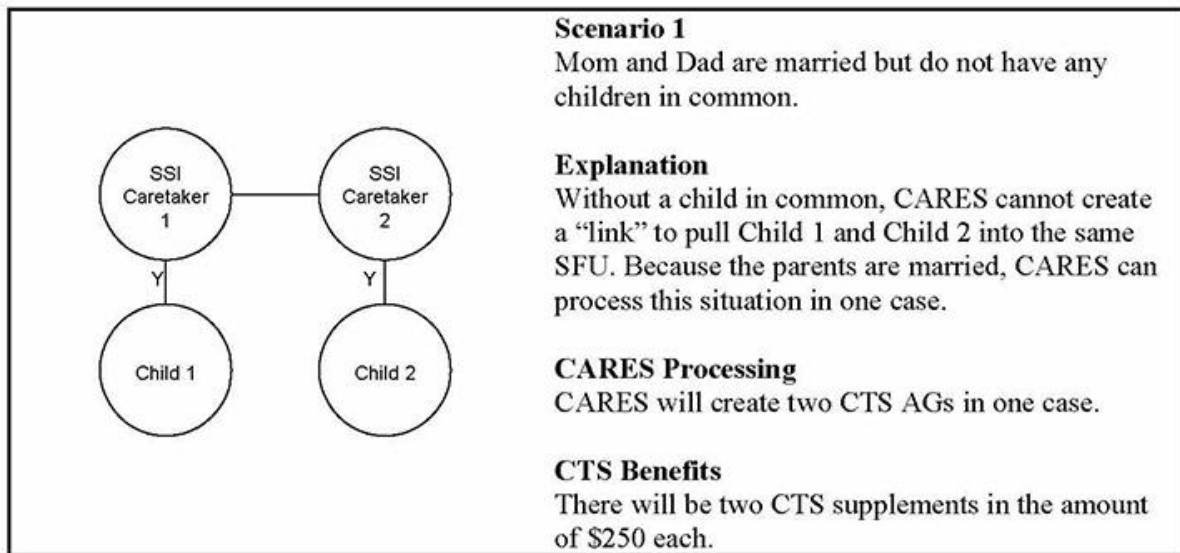 SSI
Caretaker
1
SSI
Caretaker
2
Y
Y
Child 1
Child 2
Scenario 1
Mom and Dad are married but do not have any
children in common.
Explanation
Without a child in common, CARES cannot create
a “link” to pull Child 1 and Child 2 into the same
SFU. Because the parents are married, CARES can
process this situation in one case.
CARES Processing
CARES will create two CTS AGs in one case.
CTS Benefits
There will be two CTS supplements in the amount
of $250 each.